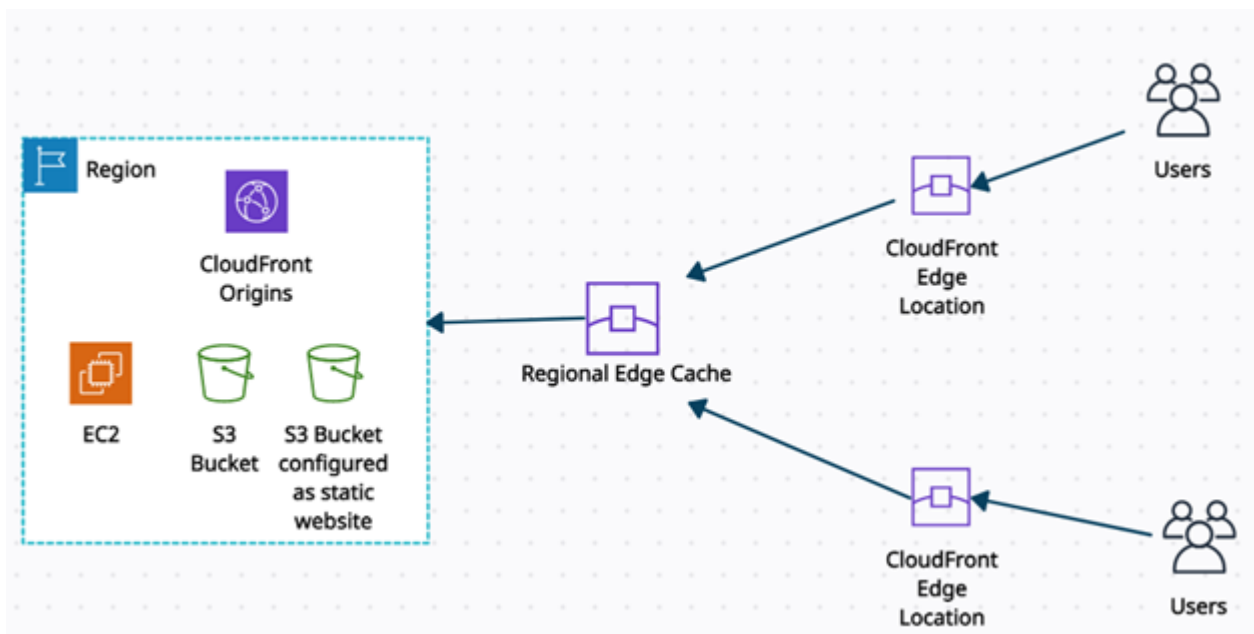 Region
CloudFront
Origins
EC2
S3
Bucket
S3 Bucket
configured
as static
website
Regional Edge Cache
CloudFront
Edge
Location
Users
CloudFront
Edge
Location
Users